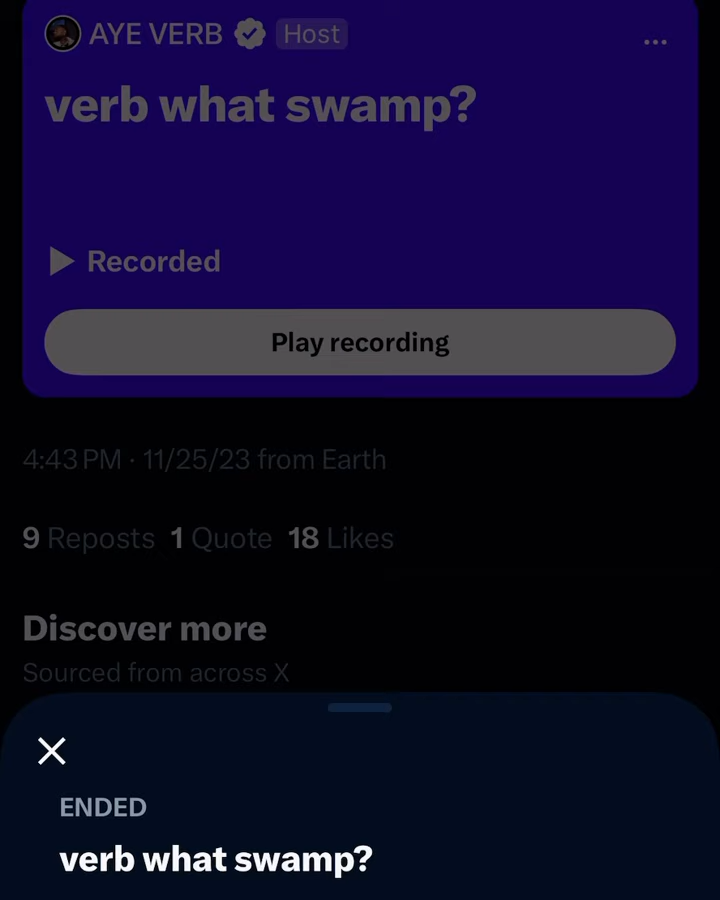 AYE VERB Host
verb what swamp?
Recorded
Play recording
4:43 PM · 11/25/23 from Earth
9 Reposts 1 Quote 18 Likes
Discover more
Sourced from across X
ENDED
verb what swamp?